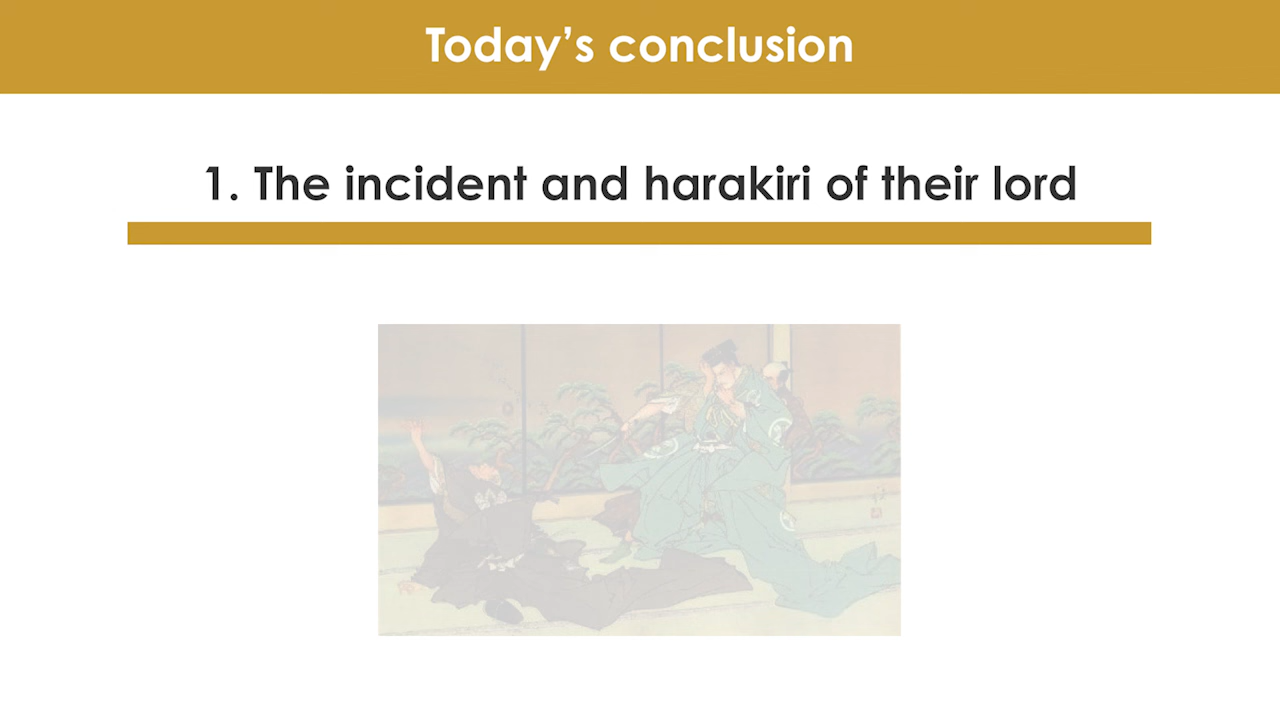 Today’s conclusion
1. The incident and harakiri of their lord